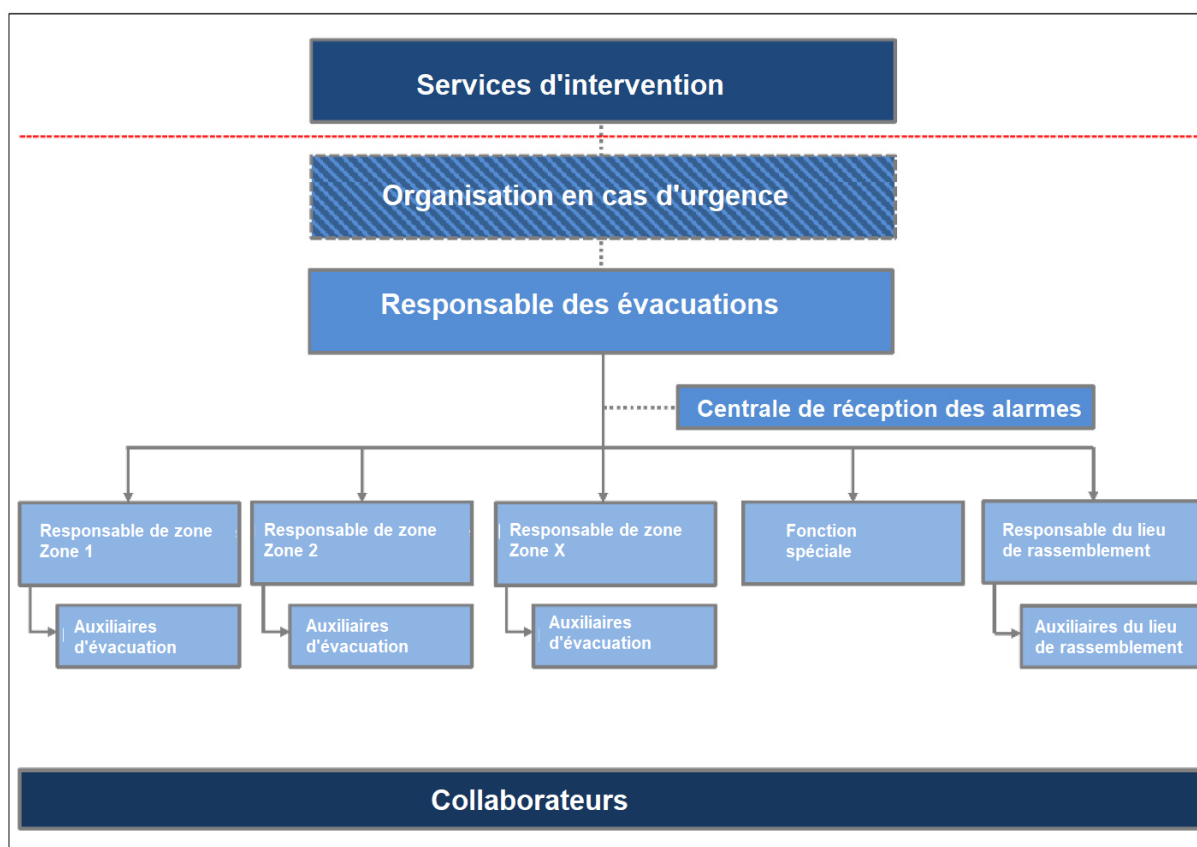 Services d'intervention
Organisation en cas d'urgence
Responsable des évacuations
Centrale de réception des alarmes
Responsable de zone
Zone 1
Responsable de zone
Zone 2
Responsable de zone
Zone X
Fonction
spéciale
Responsable du lieu
de rassemblement
Auxiliaires
d'évacuation
Auxiliaires
d'évacuation
Auxiliaires
d'évacuation
Auxiliaires du lieu
de rassemblement
Collaborateurs